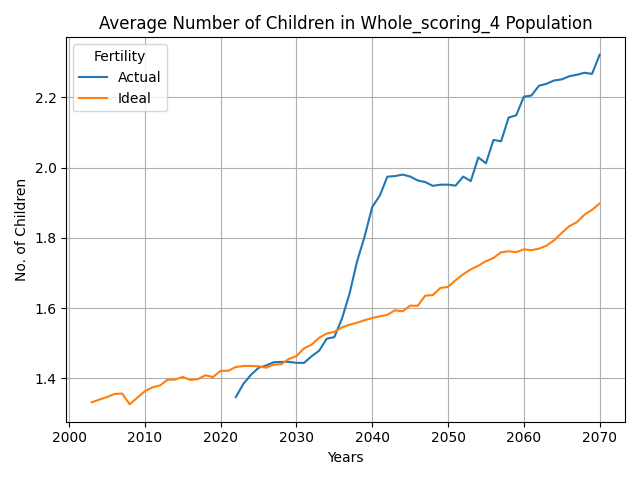 Average Number of Children in Whole_scoring_4 Population
Fertility
Actual
Ideal
No. of Children
2.2
2.0
1.8
1.6
1.4
2000 2010 2020 2030 2040 2050 2060 2070
Years